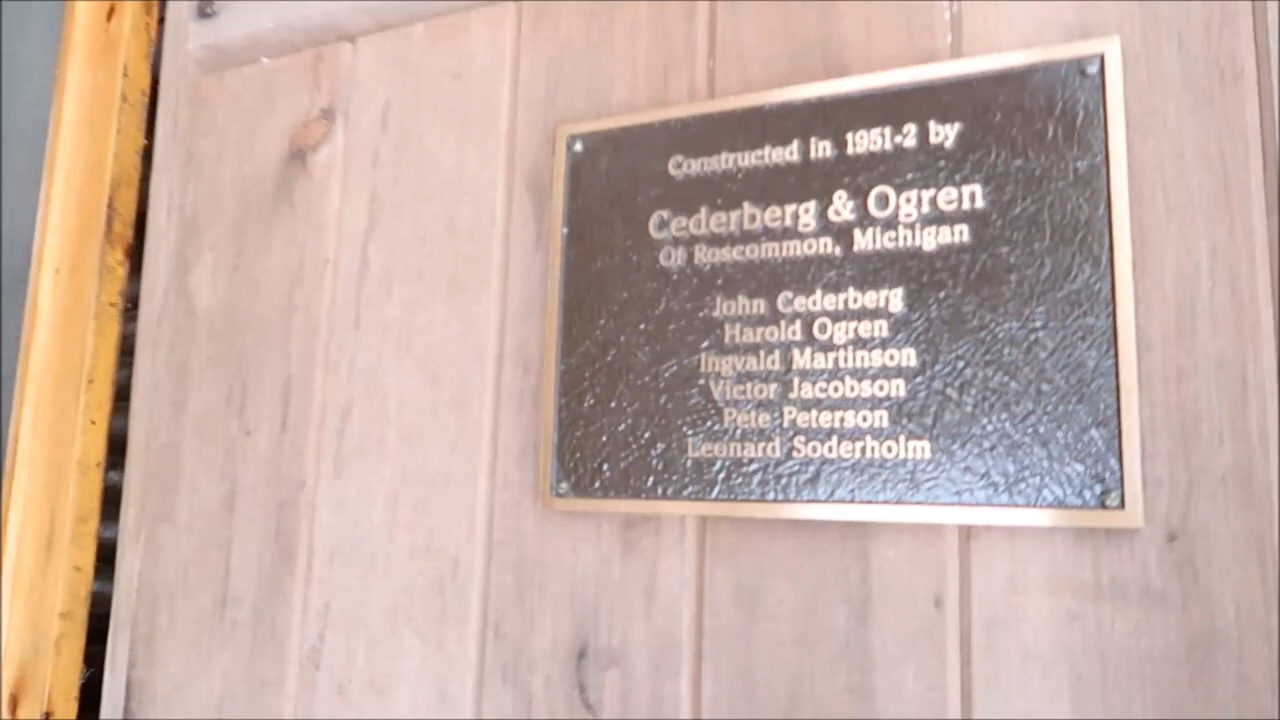 Constructed in 1951-2 by
Cederberg & Ogren
Of Roscommon, Michigan
John Cederberg
Harold Ogren
Ingvald Martinson
Victor Jacobson
Pete Peterson
Leonard Soderholm